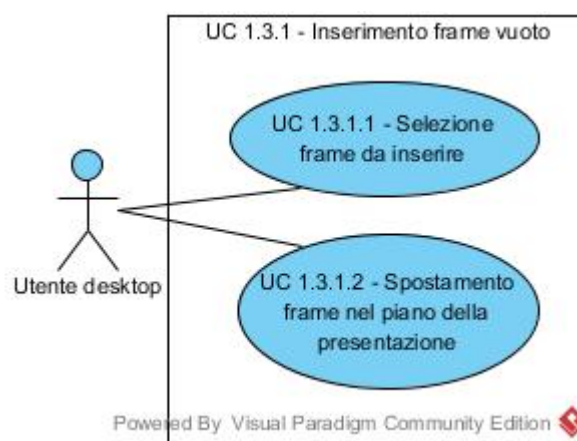 UC 1.3.1 - Inserimento frame vuoto
UC 1.3.1.1 - Selezione
frame da inserire
Utente desktop
UC 1.3.1.2 - Spostamento
frame nel piano della
presentazione
Powered By Visual Paradigm Community Edition